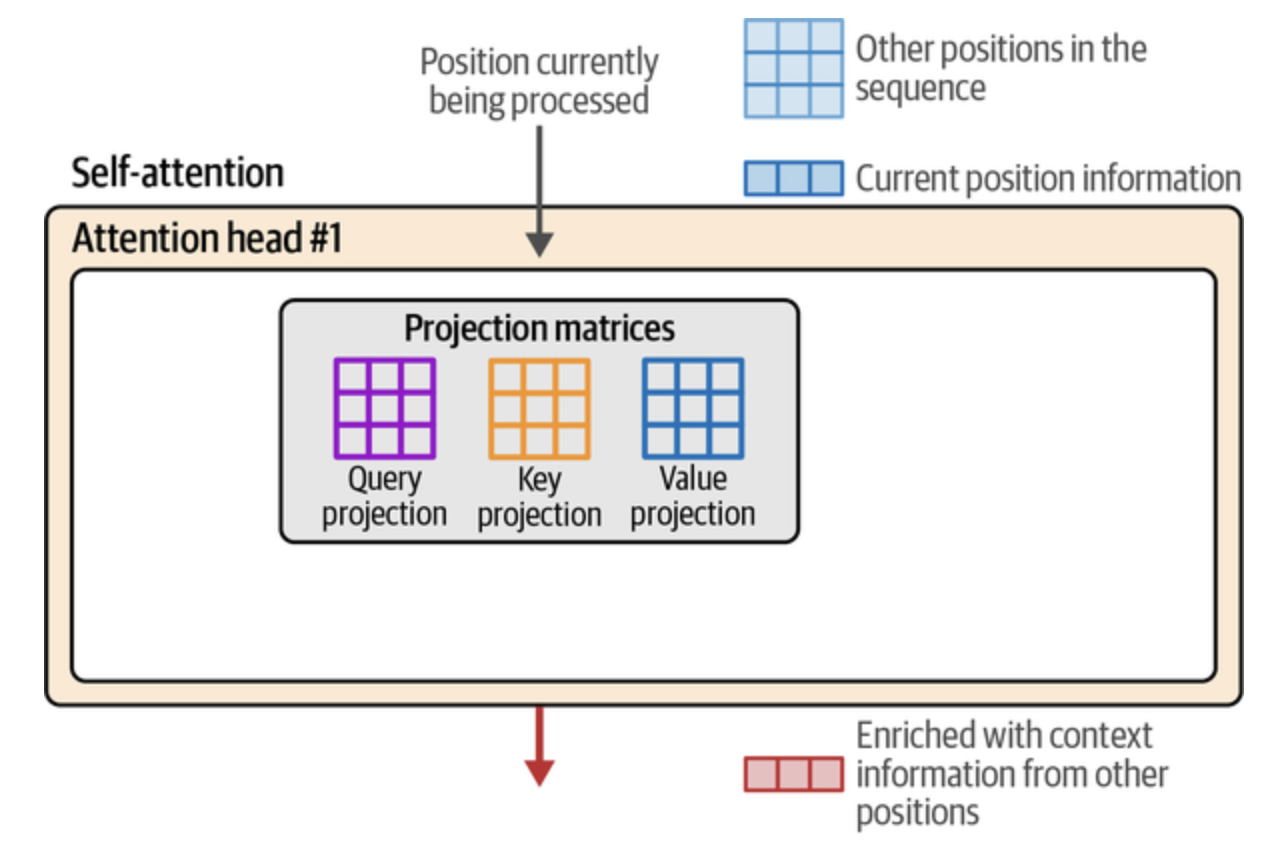 Position currently
being processed
Other positions in the
sequence
Self-attention
Current position information
Attention head #1
Projection matrices
Query
projection
Key
projection
Value
projection
Enriched with context
information from other
positions